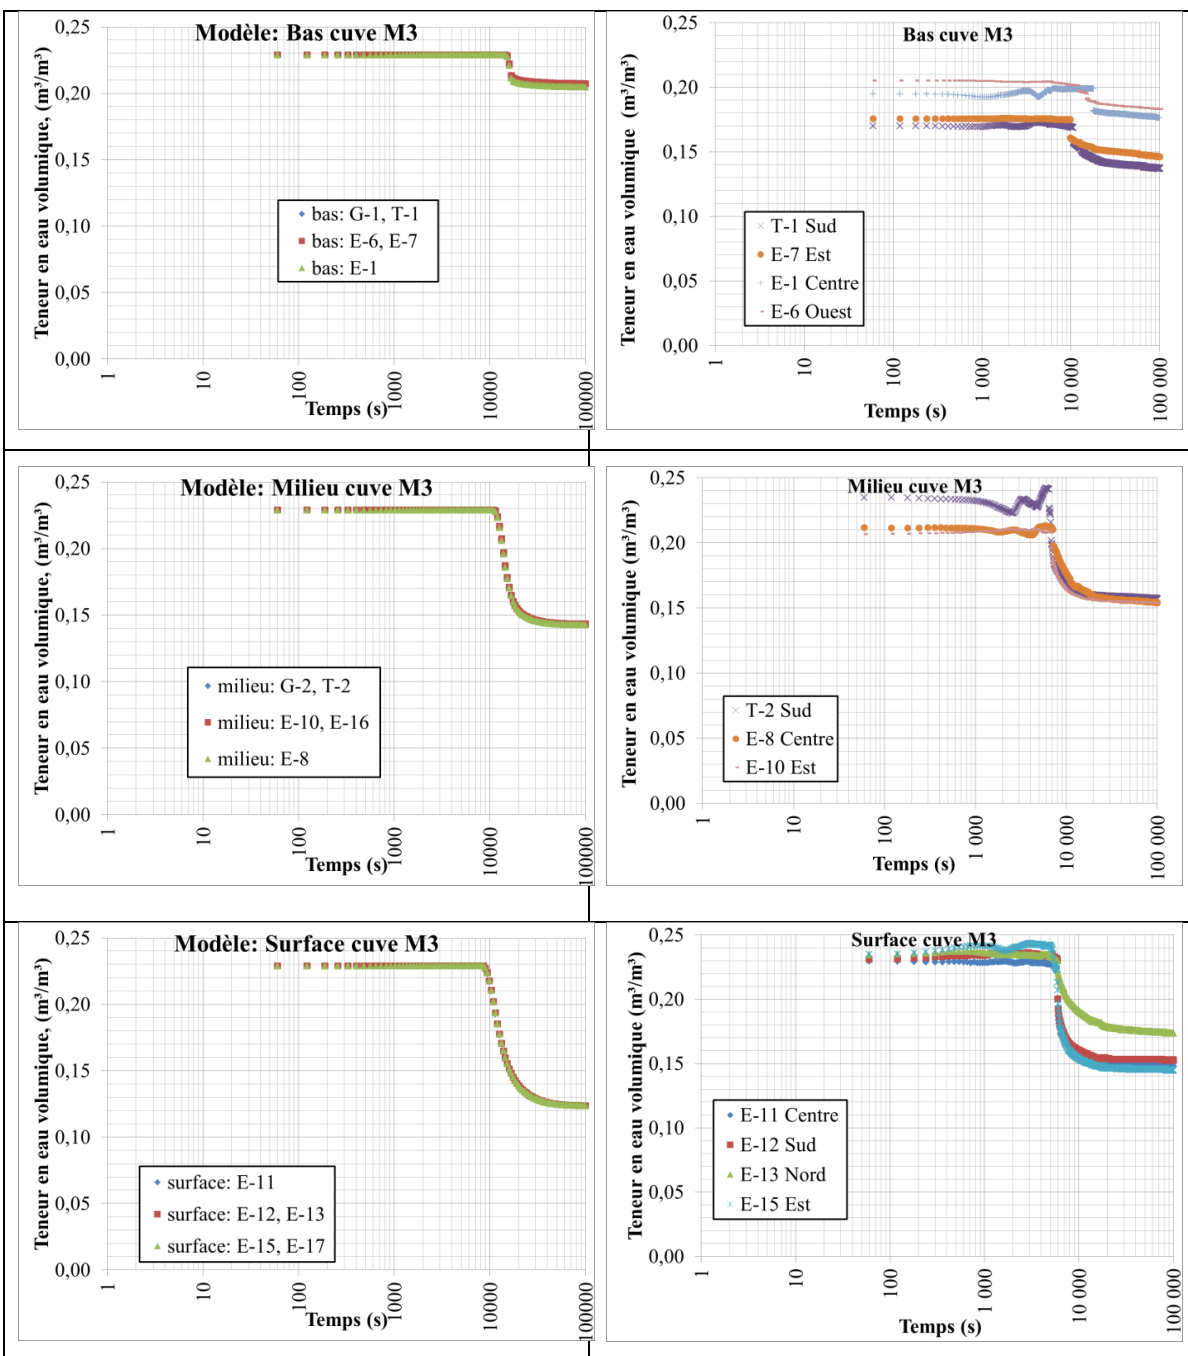 Modèle: Bas cuve M3
Teneur en eau volumique, (m³/m³)
0,25
0,20
0,15
0,10
0,05
0,00
bas: G-1, T-1
bas: E-6, E-7
bas: E-1
1
10
100
1000
10000
100000
Temps (s)
Bas cuve M3
Teneur en eau volumique (m³/m³)
0,25
0,20
0,15
0,10
0,05
0,00
T-1 Sud
E-7 Est
E-1 Centre
E-6 Ouest
1
10
100
1 000
10 000
100 000
Temps (s)
Modèle: Milieu cuve M3
Teneur en eau volumique, (m³/m³)
0,25
0,20
0,15
0,10
0,05
0,00
milieu: G-2, T-2
milieu: E-10, E-16
milieu: E-8
1
10
100
1000
10000
100000
Temps (s)
Milieu cuve M3
Teneur en eau volumique (m³/m³)
0,25
0,20
0,15
0,10
0,05
0,00
T-2 Sud
E-8 Centre
E-10 Est
1
10
100
1 000
10 000
100 000
Temps (s)
Modèle: Surface cuve M3
Teneur en eau volumique, (m³/m³)
0,25
0,20
0,15
0,10
0,05
0,00
surface: E-11
surface: E-12, E-13
surface: E-15, E-17
1
10
100
1000
10000
100000
Temps (s)
Surface cuve M3
Teneur en eau volumique (m³/m³)
0,25
0,20
0,15
0,10
0,05
0,00
E-11 Centre
E-12 Sud
E-13 Nord
E-15 Est
1
10
100
1 000
10 000
100 000
Temps (s)